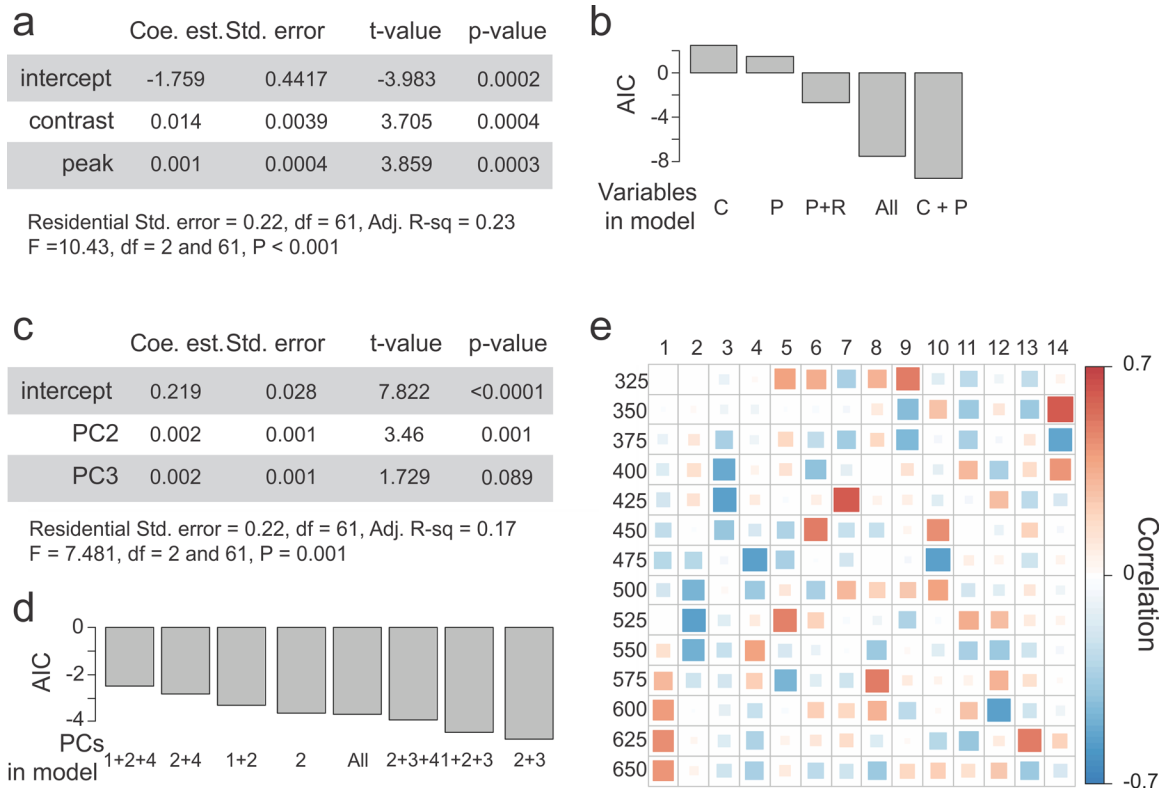 a
Coe. est. Std. error t-value p-value
intercept -1.759 0.4417 -3.983 0.0002
contrast 0.014 0.0039 3.705 0.0004
peak 0.001 0.0004 3.859 0.0003
Residential Std. error = 0.22, df = 61, Adj. R-sq = 0.23
F =10.43, df = 2 and 61, P < 0.001
b
AIC
0
-4
-8
Variables
in model
C P P+R All C + P
c
Coe. est. Std. error t-value p-value
intercept 0.219 0.028 7.822 <0.0001
PC2 0.002 0.001 3.46 0.001
PC3 0.002 0.001 1.729 0.089
Residential Std. error = 0.22, df = 61, Adj. R-sq = 0.17
F = 7.481, df = 2 and 61, P = 0.001
d
AIC
0
-2
-4
PCs
in model
1+2+4 2+4 1+2 2 All 2+3+4 1+2+3 2+3
e
1 2 3 4 5 6 7 8 9 10 11 12 13 14
325
350
375
400
425
450
475
500
525
550
575
600
625
650
0.7
0
-0.7
Correlation